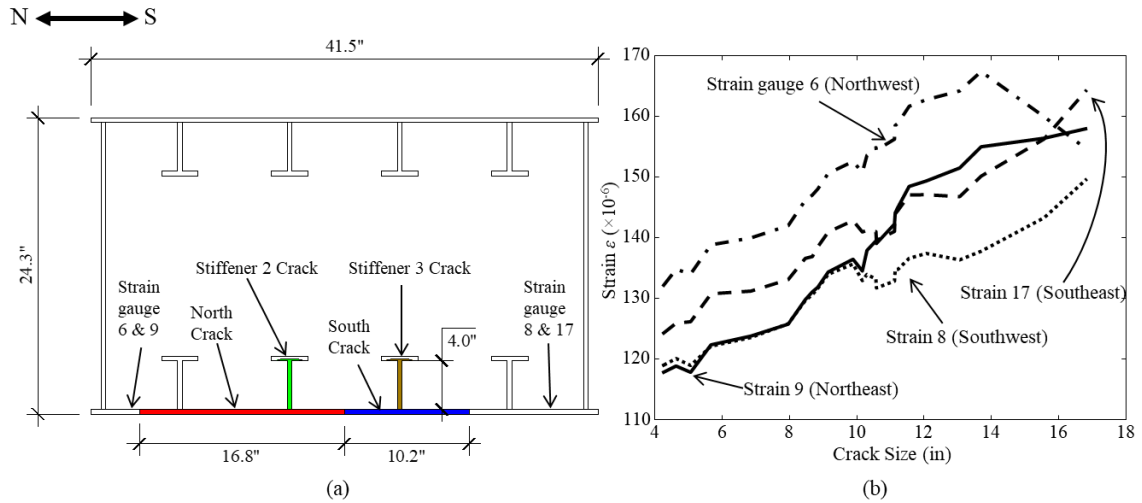 N S
41.5"
24.3"
Stiffener 2 Crack
Stiffener 3 Crack
Strain
gauge
6 & 9
North
Crack
South
Crack
4.0"
Strain
gauge
8 & 17
16.8"
10.2"
(a)
170
160
150
140
130
120
110
Strain ε (×10⁻⁶)
Strain gauge 6 (Northwest)
Strain 17 (Southeast)
Strain 8 (Southwest)
Strain 9 (Northeast)
4 6 8 10 12 14 16 18
Crack Size (in)
(b)